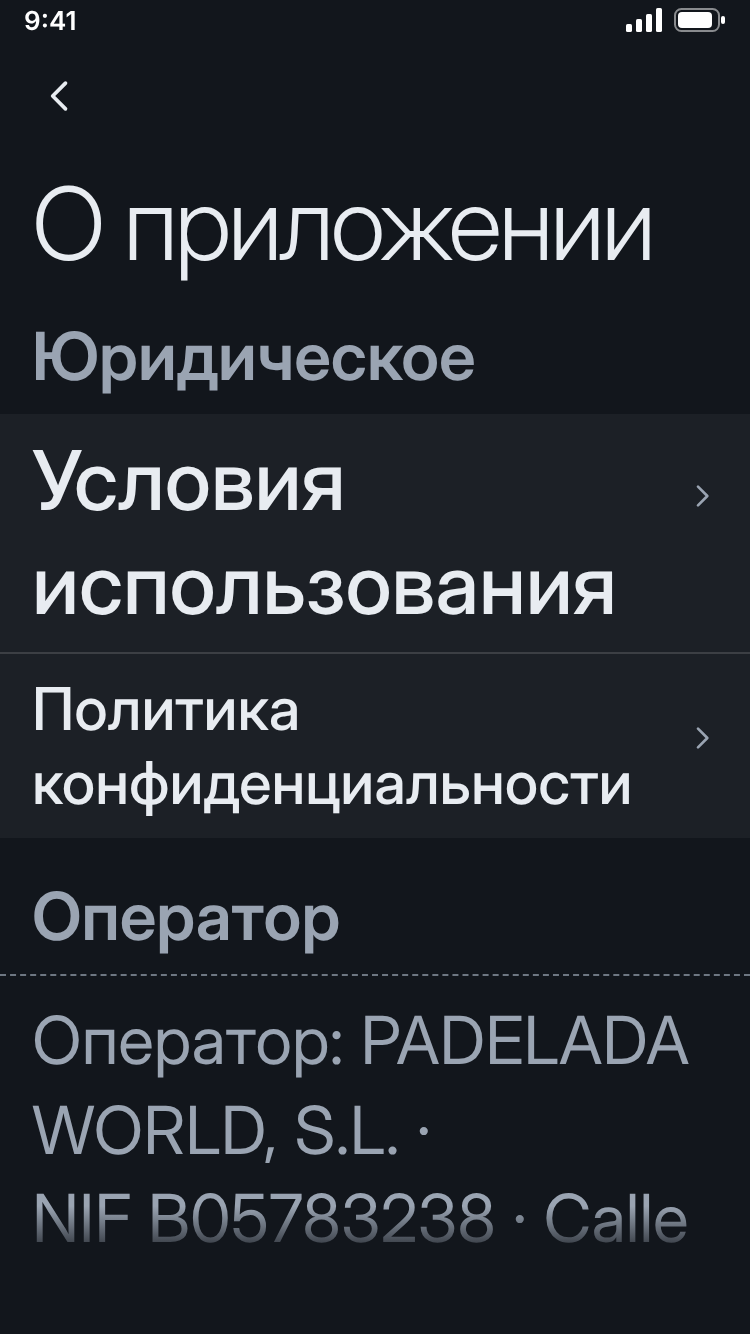 9:41
О приложении
Юридическое
Условия
использования
Политика
конфиденциальности
Оператор
Оператор: PADELADA
WORLD, S.L. ·
NIF B05783238 · Calle